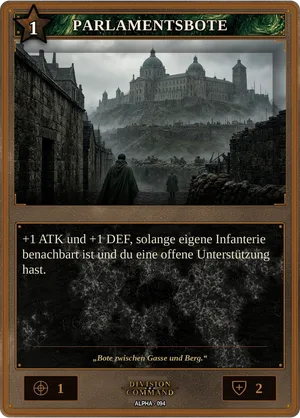 1
PARLAMENTSBOTE
+1 ATK und +1 DEF, solange eigene Infanterie
benachbart ist und du eine offene Unterstützung
hast.
„Bote zwischen Gasse und Berg.“
1
DIVISION
COMMAND
ALPHA · 094
2